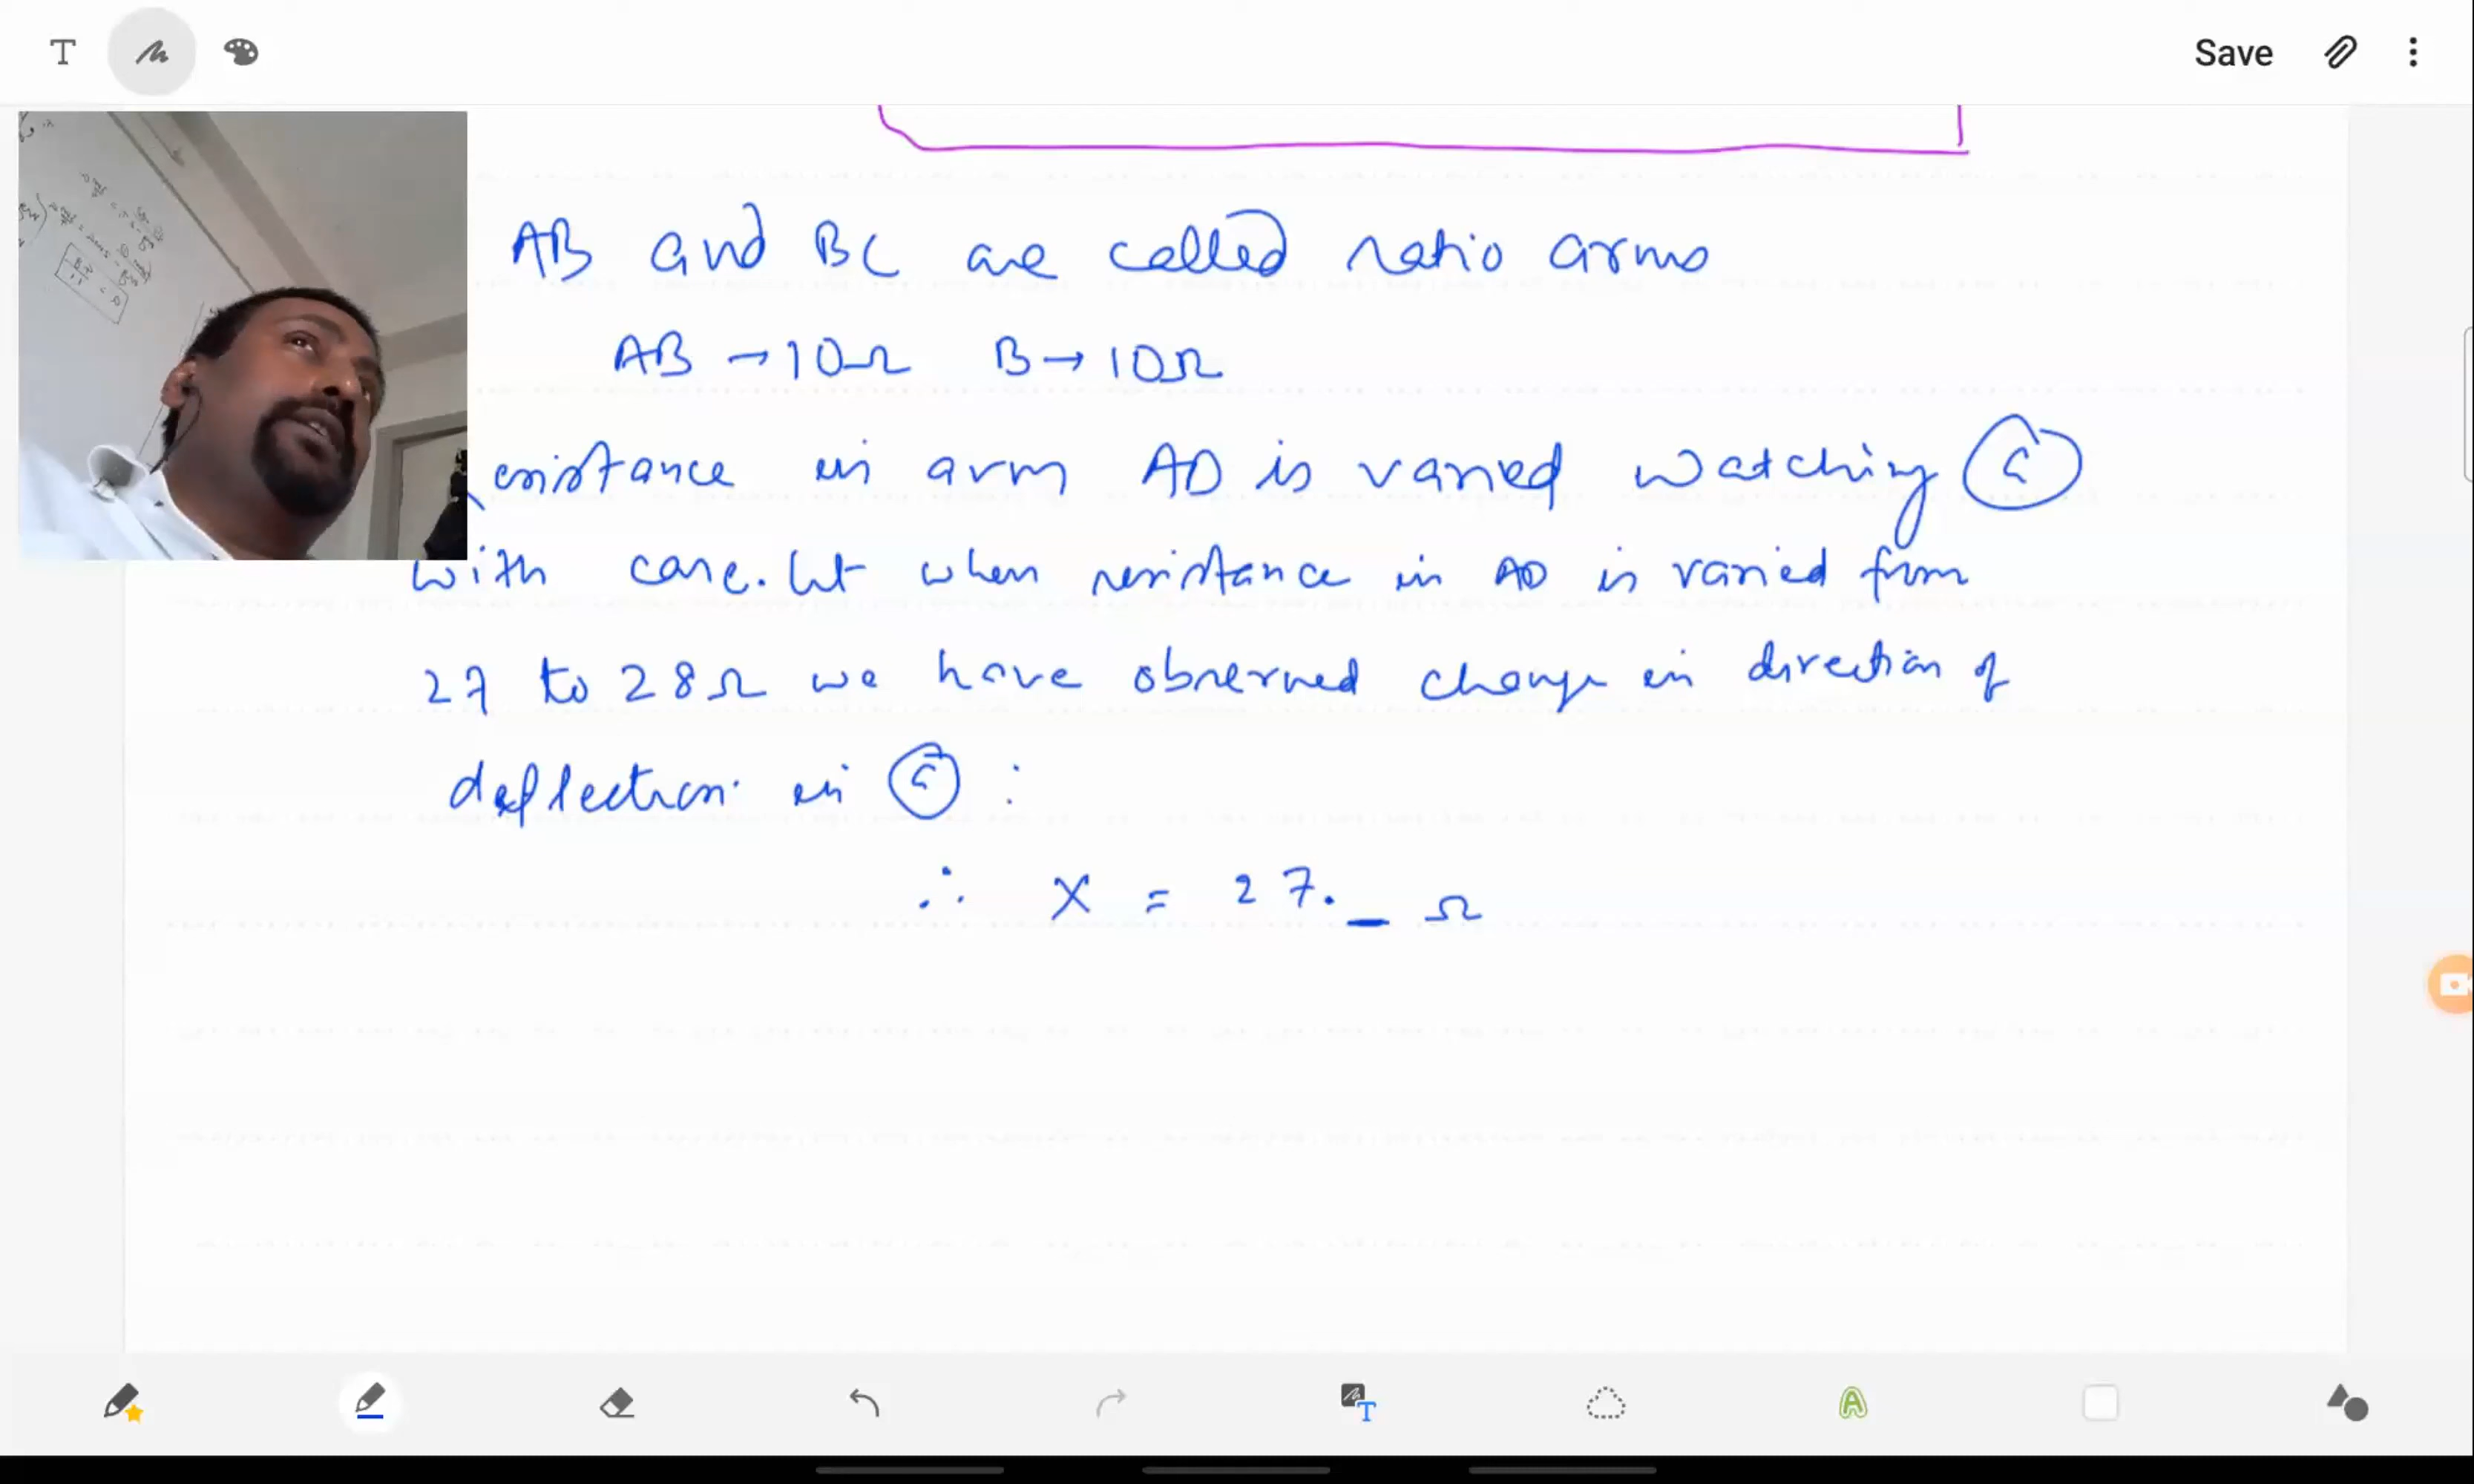 T Save
AB and BC are called ratio arms
AB → 10Ω B → 10Ω
Resistance in arm AD is varied watching G
with care. let when resistance in AD is varied from
27 to 28Ω we have observed change in direction of
deflection in G :
∴ X = 27._ Ω
T A